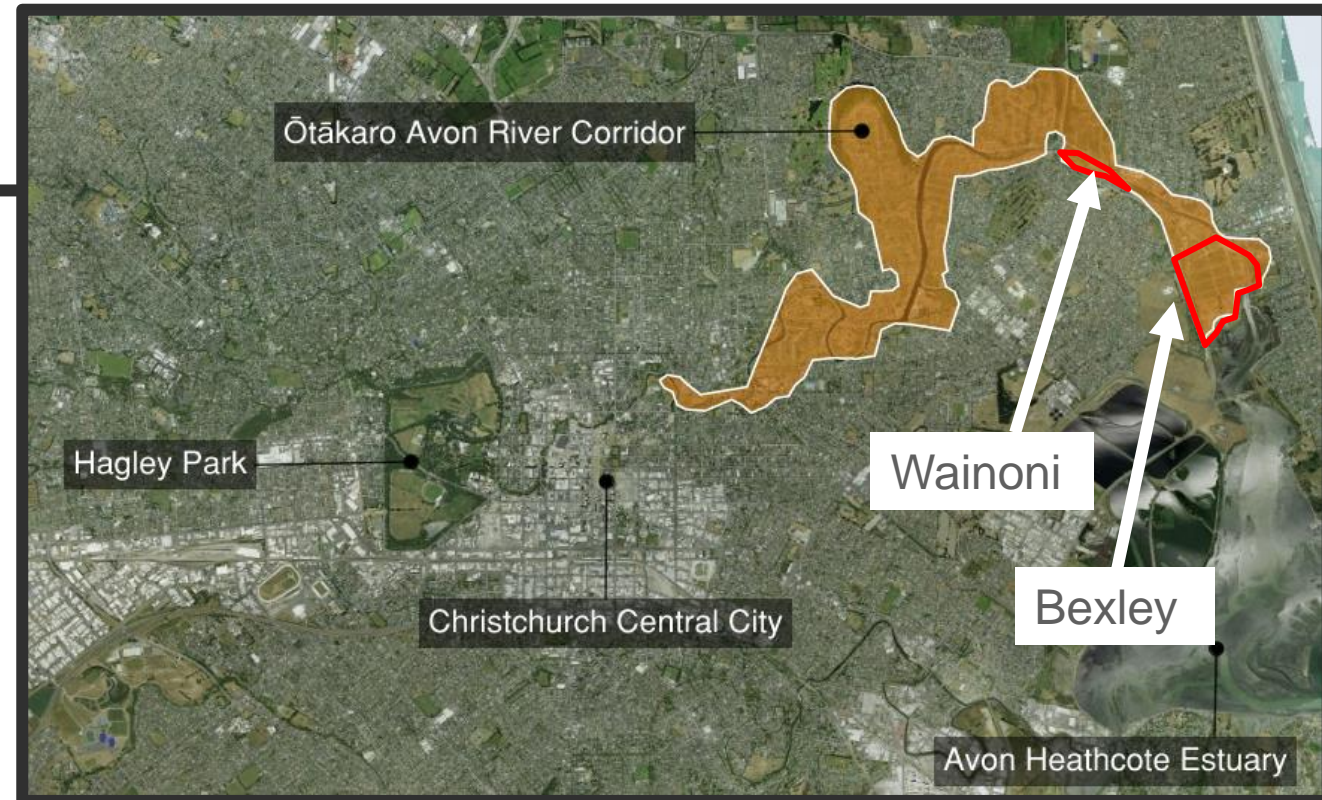 Ōtākaro Avon River Corridor
Hagley Park
Wainoni
Christchurch Central City
Bexley
Avon Heathcote Estuary